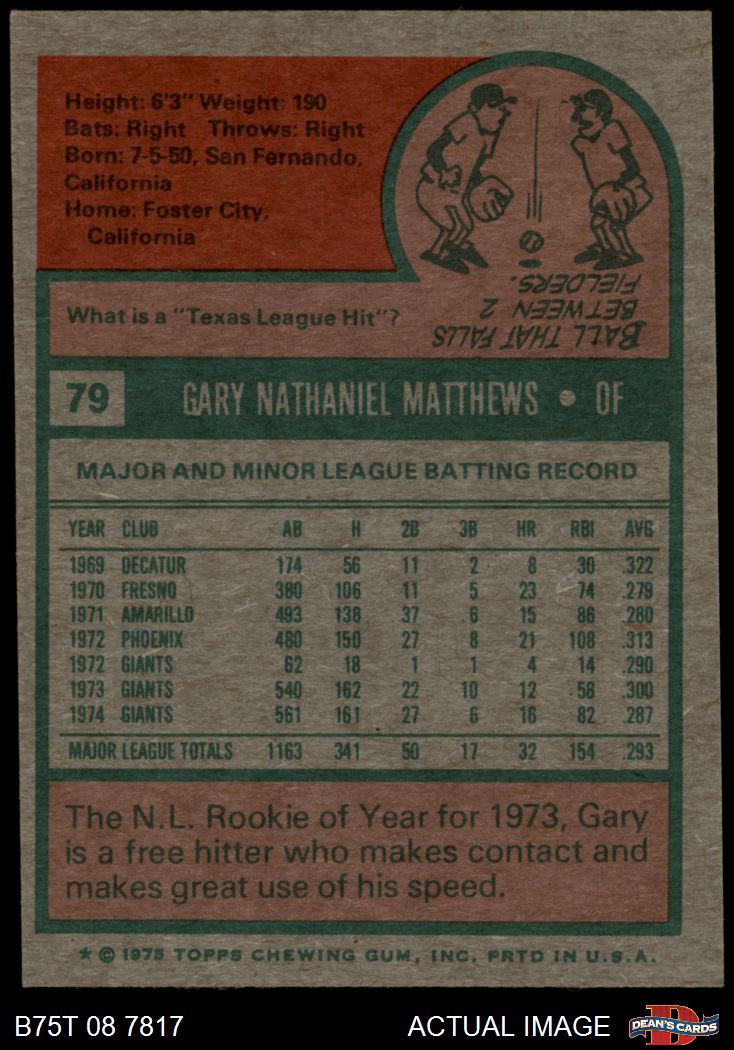 Height: 6'3" Weight: 190
Bats: Right Throws: Right
Born: 7-5-50, San Fernando,
California
Home: Foster City,
California
What is a "Texas League Hit"?
BALL THAT FALLS
BETWEEN 2
FIELDERS.
79 GARY NATHANIEL MATTHEWS • OF
MAJOR AND MINOR LEAGUE BATTING RECORD
YEAR CLUB AB H 2B 3B HR RBI AVG
1969 DECATUR 174 56 11 2 8 30 .322
1970 FRESNO 380 106 11 5 23 74 .279
1971 AMARILLO 493 138 37 6 15 86 .280
1972 PHOENIX 480 150 27 8 21 108 .313
1972 GIANTS 62 18 1 1 4 14 .290
1973 GIANTS 540 162 22 10 12 58 .300
1974 GIANTS 561 161 27 6 16 82 .287
MAJOR LEAGUE TOTALS 1163 341 50 17 32 154 .293
The N.L. Rookie of Year for 1973, Gary
is a free hitter who makes contact and
makes great use of his speed.
* © 1975 TOPPS CHEWING GUM, INC. PRTD IN U.S.A.
B75T 08 7817 ACTUAL IMAGE
D
DEAN'S CARDS